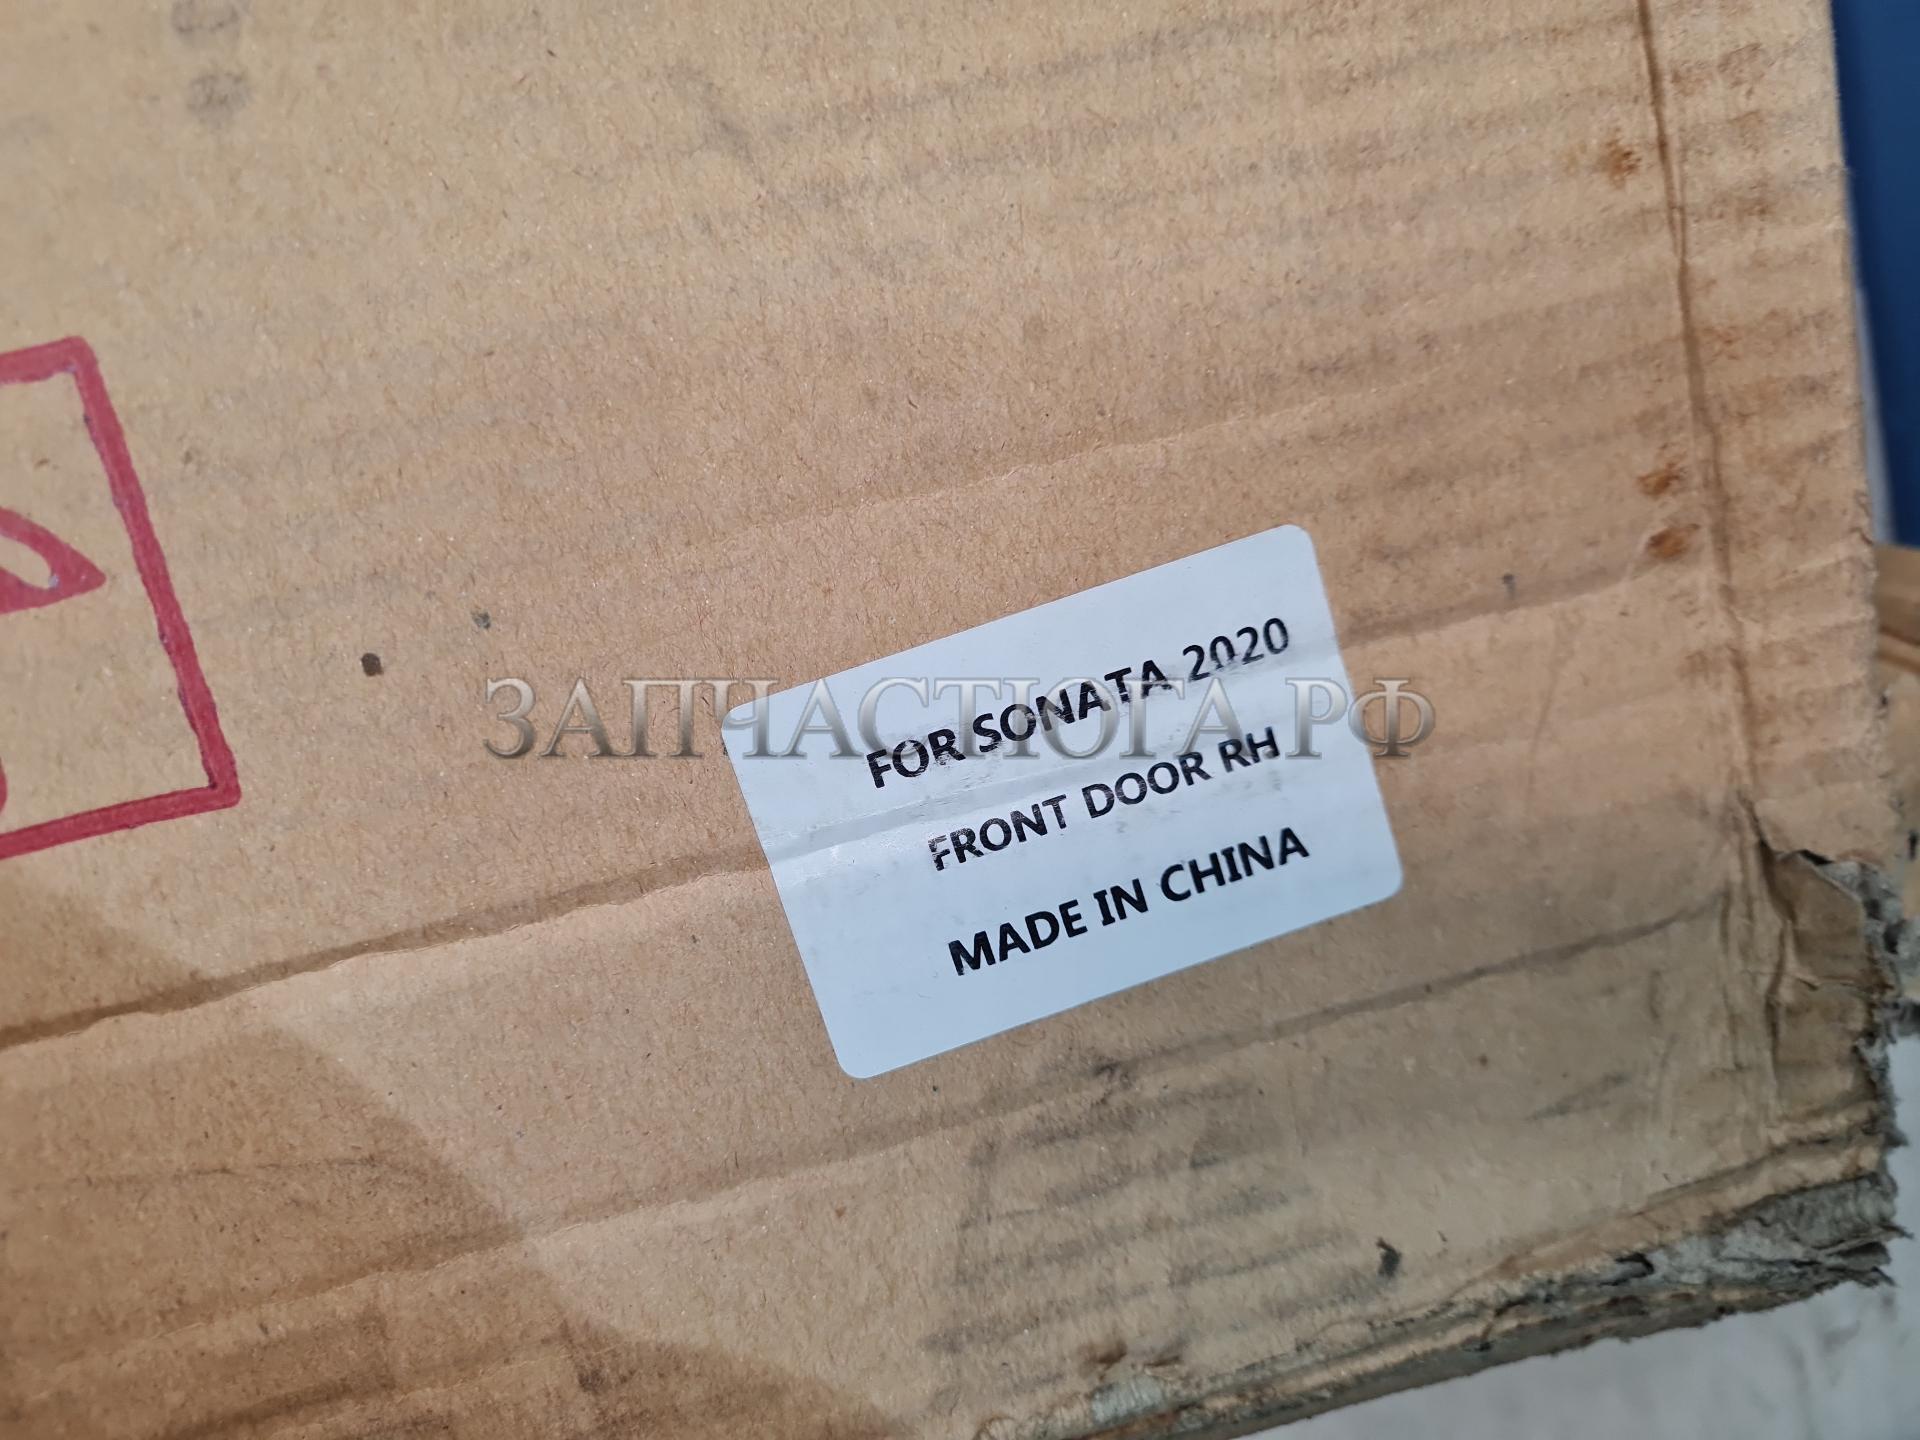 FOR SONATA 2020
ЗАПЧАСТЮГА.РФ
FRONT DOOR RH
MADE IN CHINA